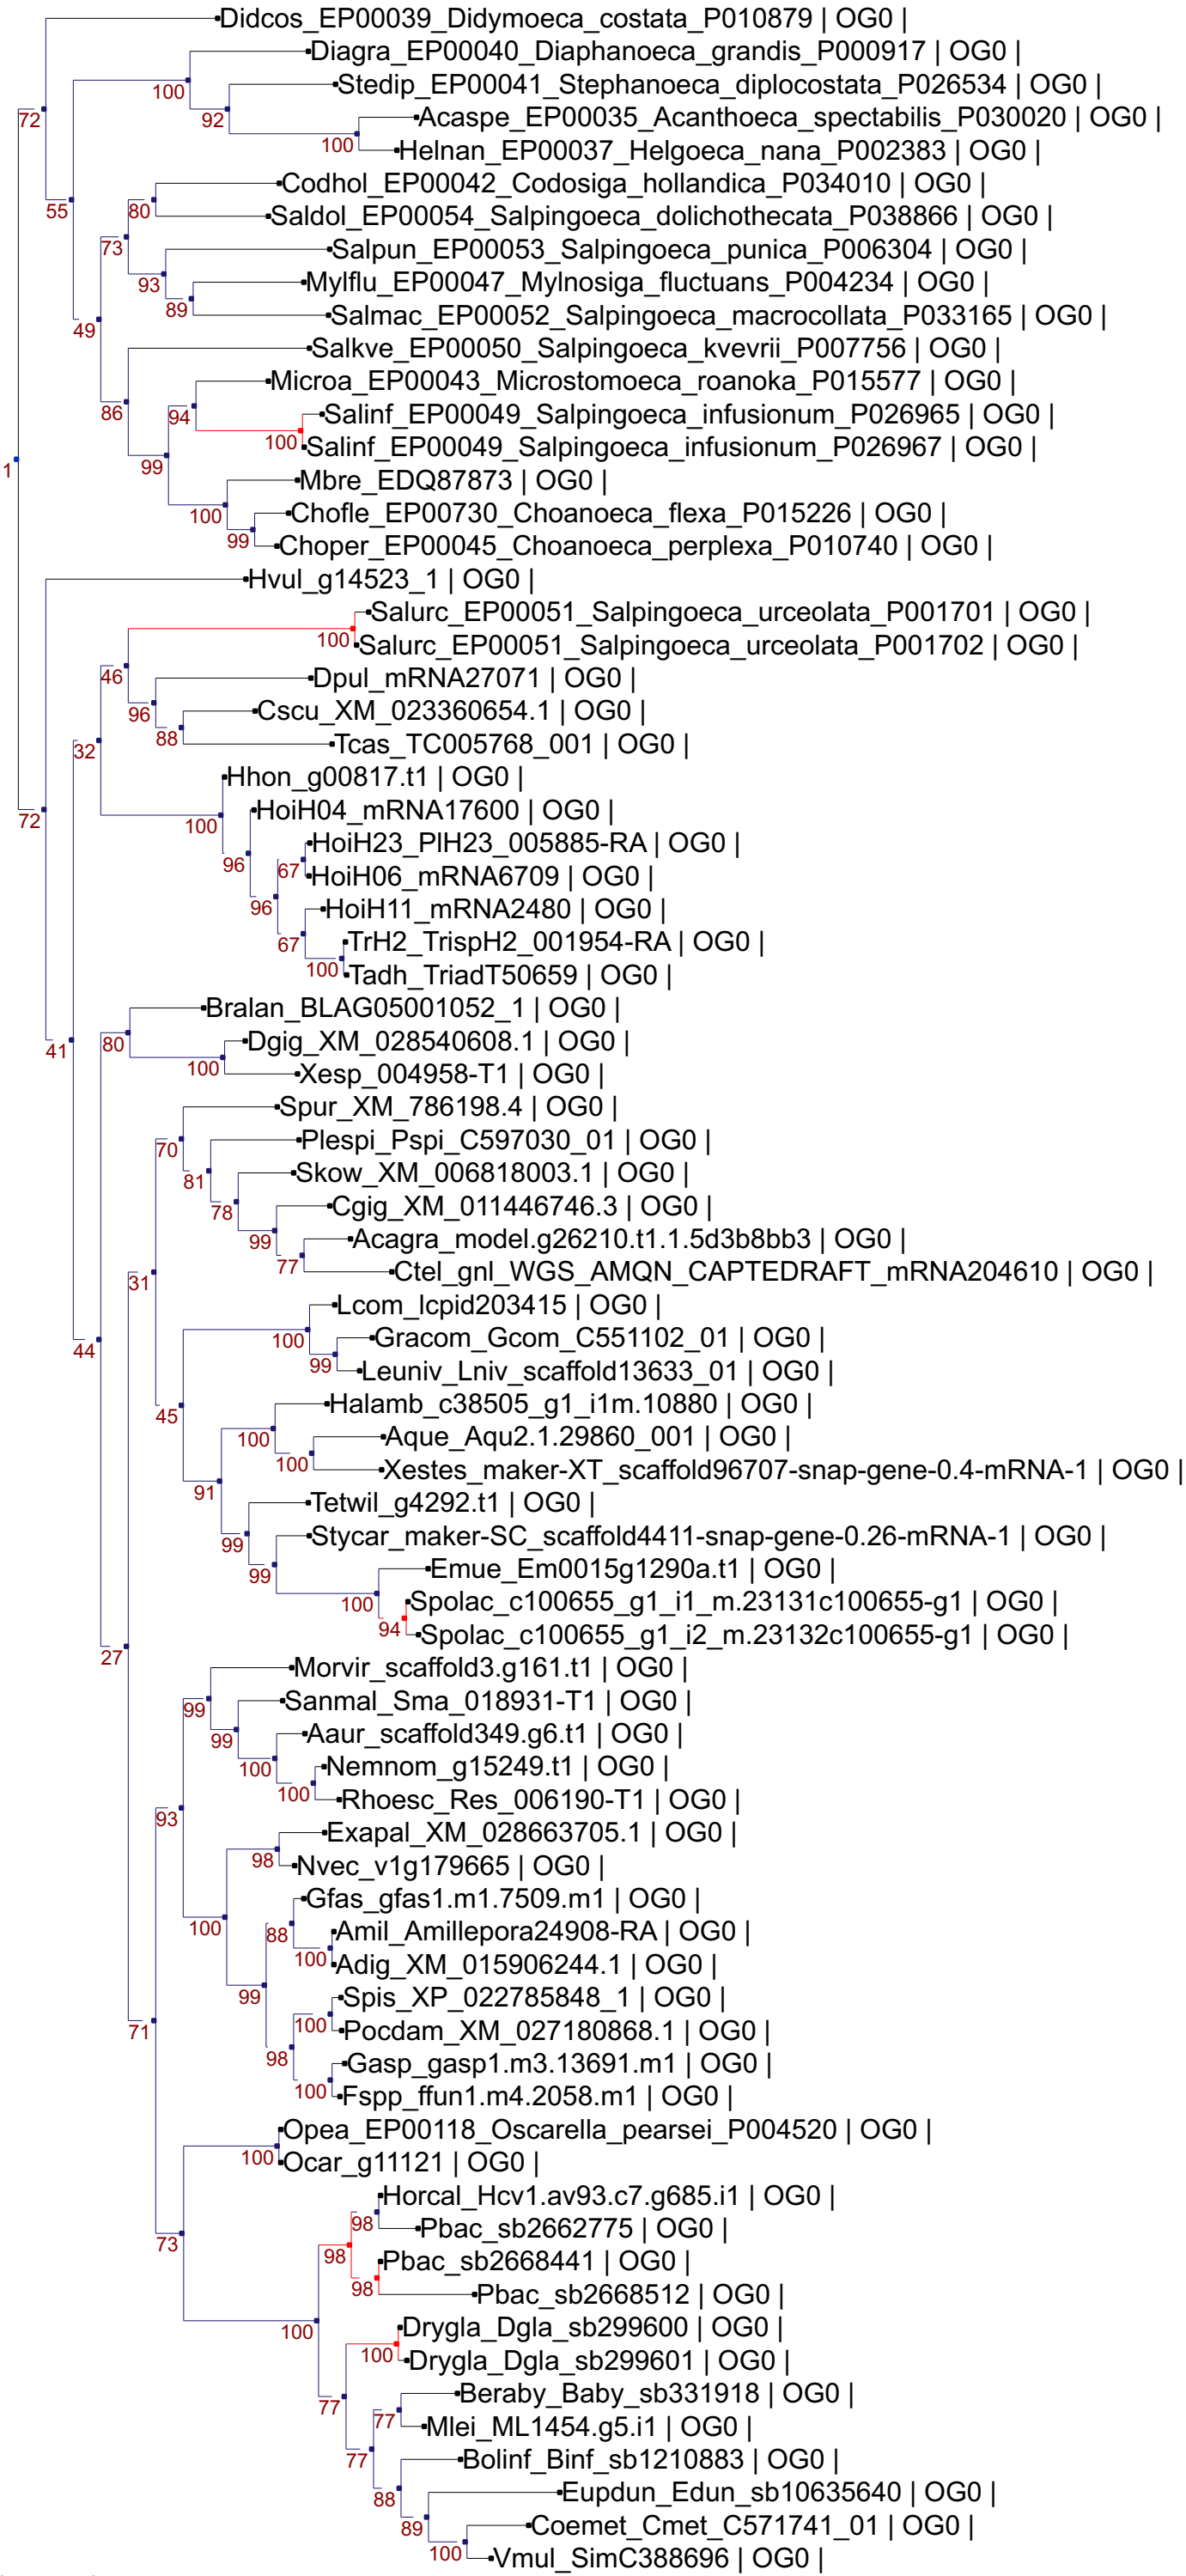 Didcos_EP00039_Didymoeca_costata_P010879 | OG0 |
Diagra_EP00040_Diaphanoeca_grandis_P000917 | OG0 |
100
Stedip_EP00041_Stephanoeca_diplocostata_P026534 | OG0 |
72
92
Acaspe_EP00035_Acanthoeca_spectabilis_P030020 | OG0 |
100
Helnan_EP00037_Helgoeca_nana_P002383 | OG0 |
Codhol_EP00042_Codosiga_hollandica_P034010 | OG0 |
55
80
Saldol_EP00054_Salpingoeca_dolichothecata_P038866 | OG0 |
73
Salpun_EP00053_Salpingoeca_punica_P006304 | OG0 |
93
Mylflu_EP00047_Mylnosiga_fluctuans_P004234 | OG0 |
89
Salmac_EP00052_Salpingoeca_macrocollata_P033165 | OG0 |
49
Salkve_EP00050_Salpingoeca_kvevrii_P007756 | OG0 |
Microa_EP00043_Microstomoeca_roanoka_P015577 | OG0 |
86
94
Salinf_EP00049_Salpingoeca_infusionum_P026965 | OG0 |
100
Salinf_EP00049_Salpingoeca_infusionum_P026967 | OG0 |
1
99
Mbre_EDQ87873 | OG0 |
100
Chofle_EP00730_Choanoeca_flexa_P015226 | OG0 |
99
Choper_EP00045_Choanoeca_perplexa_P010740 | OG0 |
Hvul_g14523_1 | OG0 |
Salurc_EP00051_Salpingoeca_urceolata_P001701 | OG0 |
100
Salurc_EP00051_Salpingoeca_urceolata_P001702 | OG0 |
46
Dpul_mRNA27071 | OG0 |
96
Cscu_XM_023360654.1 | OG0 |
88
Tcas_TC005768_001 | OG0 |
32
Hhon_g00817.t1 | OG0 |
HoiH04_mRNA17600 | OG0 |
72
100
HoiH23_PlH23_005885-RA | OG0 |
96
67
HoiH06_mRNA6709 | OG0 |
96
HoiH11_mRNA2480 | OG0 |
67
TrH2_TrispH2_001954-RA | OG0 |
100
Tadh_TriadT50659 | OG0 |
Bralan_BLAG05001052_1 | OG0 |
41
80
Dgig_XM_028540608.1 | OG0 |
100
Xesp_004958-T1 | OG0 |
Spur_XM_786198.4 | OG0 |
70
Plespi_Pspi_C597030_01 | OG0 |
81
Skow_XM_006818003.1 | OG0 |
78
Cgig_XM_011446746.3 | OG0 |
99
Acagra_model.g26210.t1.1.5d3b8bb3 | OG0 |
77
Ctel_gnl_WGS_AMQN_CAPTEDRAFT_mRNA204610 | OG0 |
31
Lcom_lcpid203415 | OG0 |
44
100
Gracom_Gcom_C551102_01 | OG0 |
99
Leuniv_Lniv_scaffold13633_01 | OG0 |
Halamb_c38505_g1_i1m.10880 | OG0 |
45
100
Aque_Aqu2.1.29860_001 | OG0 |
100
Xestes_maker-XT_scaffold96707-snap-gene-0.4-mRNA-1 | OG0 |
91
Tetwil_g4292.t1 | OG0 |
99
Stycar_maker-SC_scaffold4411-snap-gene-0.26-mRNA-1 | OG0 |
99
Emue_Em0015g1290a.t1 | OG0 |
100
Spolac_c100655_g1_i1_m.23131c100655-g1 | OG0 |
94
Spolac_c100655_g1_i2_m.23132c100655-g1 | OG0 |
27
Morvir_scaffold3.g161.t1 | OG0 |
99
Sanmal_Sma_018931-T1 | OG0 |
99
Aaur_scaffold349.g6.t1 | OG0 |
100
Nemnom_g15249.t1 | OG0 |
100
Rhoesc_Res_006190-T1 | OG0 |
93
Exapal_XM_028663705.1 | OG0 |
98
Nvec_v1g179665 | OG0 |
Gfas_gfas1.m1.7509.m1 | OG0 |
100
88
Amil_Amillepora24908-RA | OG0 |
100
Adig_XM_015906244.1 | OG0 |
99
Spis_XP_022785848_1 | OG0 |
71
100
Pocdam_XM_027180868.1 | OG0 |
98
Gasp_gasp1.m3.13691.m1 | OG0 |
100
Fspp_ffun1.m4.2058.m1 | OG0 |
Opea_EP00118_Oscarella_pearsei_P004520 | OG0 |
100
Ocar_g11121 | OG0 |
Horcal_Hcv1.av93.c7.g685.i1 | OG0 |
98
Pbac_sb2662775 | OG0 |
73
98
Pbac_sb2668441 | OG0 |
98
Pbac_sb2668512 | OG0 |
100
Drygla_Dgla_sb299600 | OG0 |
100
Drygla_Dgla_sb299601 | OG0 |
77
Beraby_Baby_sb331918 | OG0 |
77
Mlei_ML1454.g5.i1 | OG0 |
77
Bolinf_Binf_sb1210883 | OG0 |
88
Eupdun_Edun_sb10635640 | OG0 |
89
Coemet_Cmet_C571741_01 | OG0 |
100
Vmul_SimC388696 | OG0 |